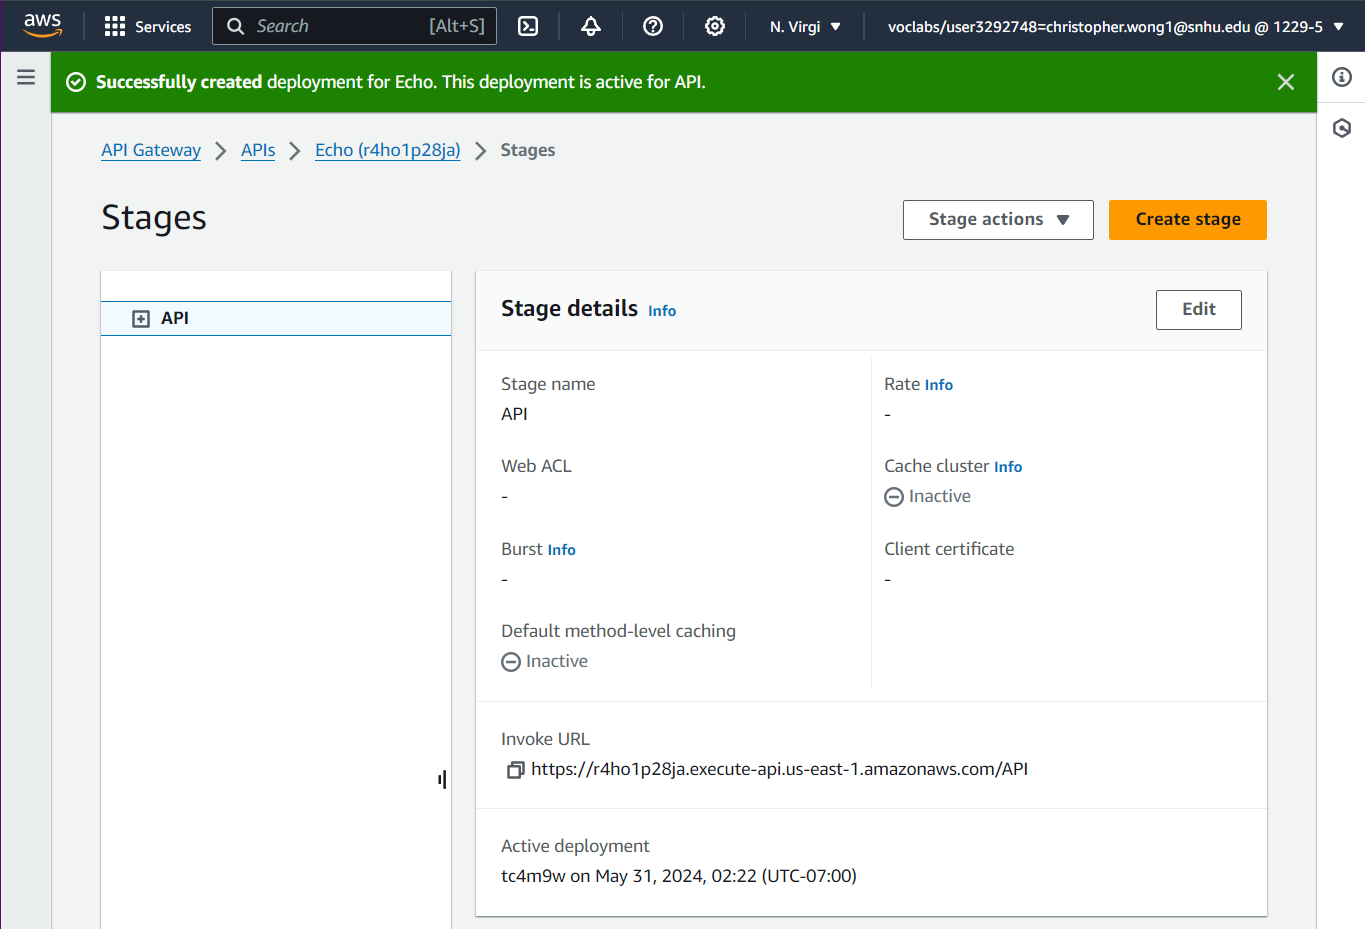 aws Services Search [Alt+S] N. Virgi voclabs/user3292748=christopher.wong1@snhu.edu @ 1229-5
Successfully created deployment for Echo. This deployment is active for API.
API Gateway APIs Echo (r4ho1p28ja) Stages
Stages
Stage actions
Create stage
API
Stage details Info
Edit
Stage name
API
Web ACL
-
Burst Info
-
Default method-level caching
Inactive
Rate Info
-
Cache cluster Info
Inactive
Client certificate
-
Invoke URL
https://r4ho1p28ja.execute-api.us-east-1.amazonaws.com/API
Active deployment
tc4m9w on May 31, 2024, 02:22 (UTC-07:00)